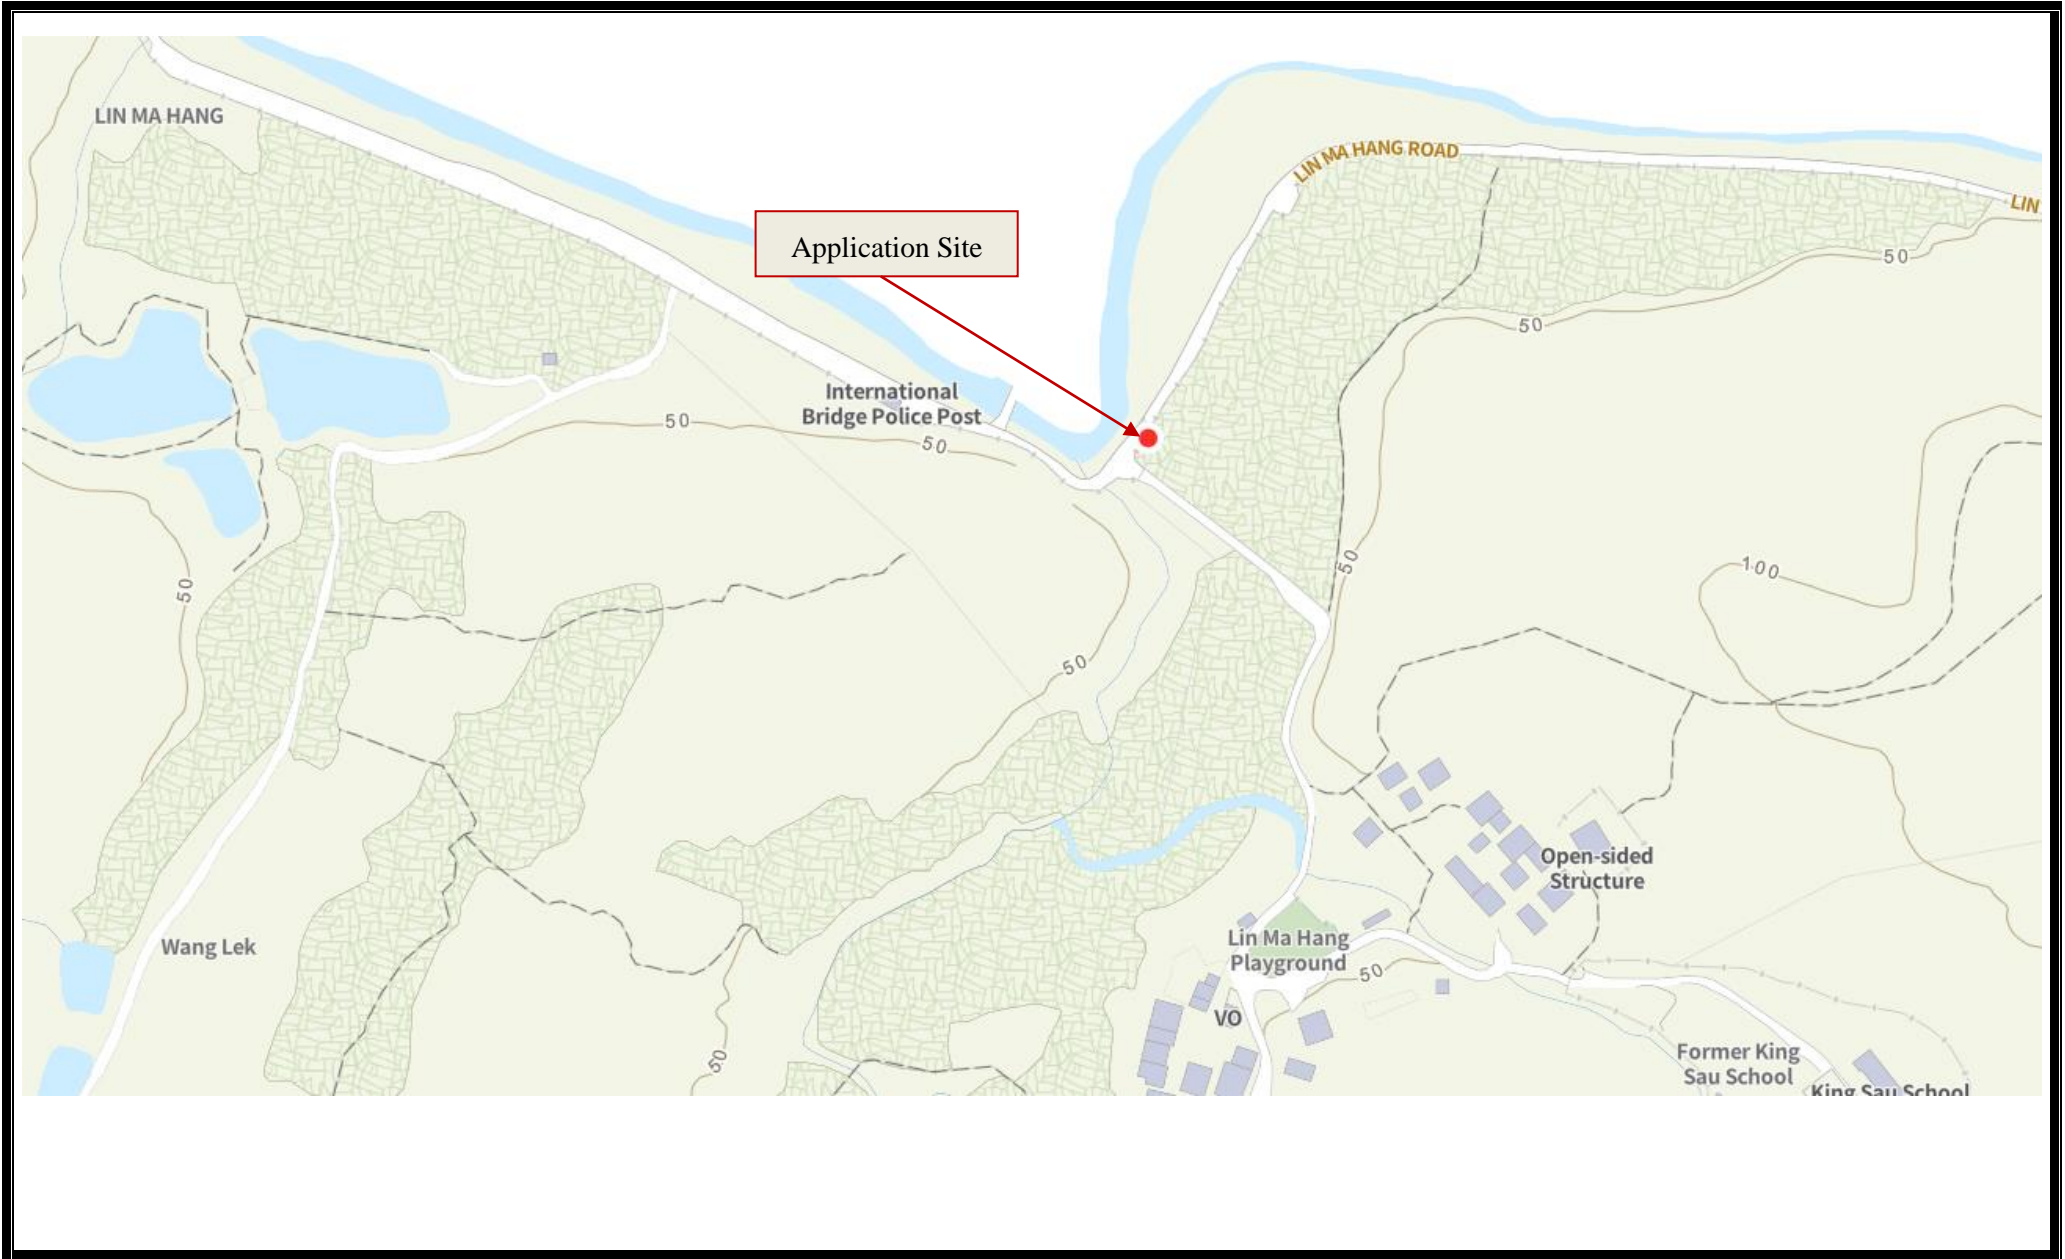 LIN MA HANG
LIN MA HANG ROAD
LIN
Application Site
50
50
International
Bridge Police Post
50
50
50
100
50
50
Open-sided
Structure
Wang Lek
Lin Ma Hang
Playground
50
VO
50
Former King
Sau School
King Sau School